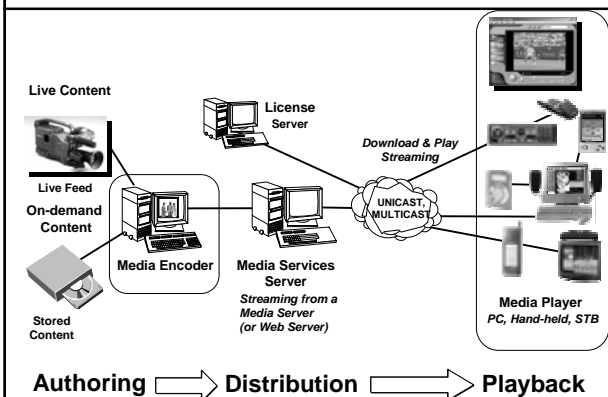 Live Content
Live Feed
On-demand
Content
Stored
Content
Media Encoder
License
Server
Media Services
Server
Streaming from a
Media Server
(or Web Server)
Download & Play
Streaming
UNICAST,
MULTICAST
Media Player
PC, Hand-held, STB
Authoring
Distribution
Playback